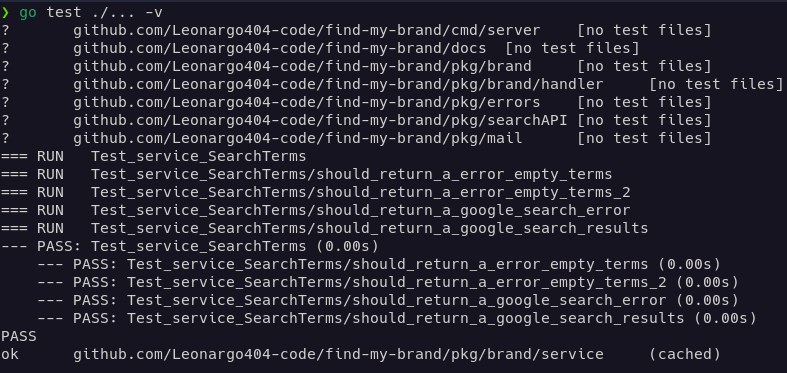 ❯ go test ./... -v
?       github.com/Leonargo404-code/find-my-brand/cmd/server    [no test files]
?       github.com/Leonargo404-code/find-my-brand/docs  [no test files]
?       github.com/Leonargo404-code/find-my-brand/pkg/brand     [no test files]
?       github.com/Leonargo404-code/find-my-brand/pkg/brand/handler     [no test files]
?       github.com/Leonargo404-code/find-my-brand/pkg/errors    [no test files]
?       github.com/Leonargo404-code/find-my-brand/pkg/searchAPI [no test files]
?       github.com/Leonargo404-code/find-my-brand/pkg/mail      [no test files]
=== RUN   Test_service_SearchTerms
=== RUN   Test_service_SearchTerms/should_return_a_error_empty_terms
=== RUN   Test_service_SearchTerms/should_return_a_error_empty_terms_2
=== RUN   Test_service_SearchTerms/should_return_a_google_search_error
=== RUN   Test_service_SearchTerms/should_return_a_google_search_results
--- PASS: Test_service_SearchTerms (0.00s)
    --- PASS: Test_service_SearchTerms/should_return_a_error_empty_terms (0.00s)
    --- PASS: Test_service_SearchTerms/should_return_a_error_empty_terms_2 (0.00s)
    --- PASS: Test_service_SearchTerms/should_return_a_google_search_error (0.00s)
    --- PASS: Test_service_SearchTerms/should_return_a_google_search_results (0.00s)
PASS
ok      github.com/Leonargo404-code/find-my-brand/pkg/brand/service     (cached)